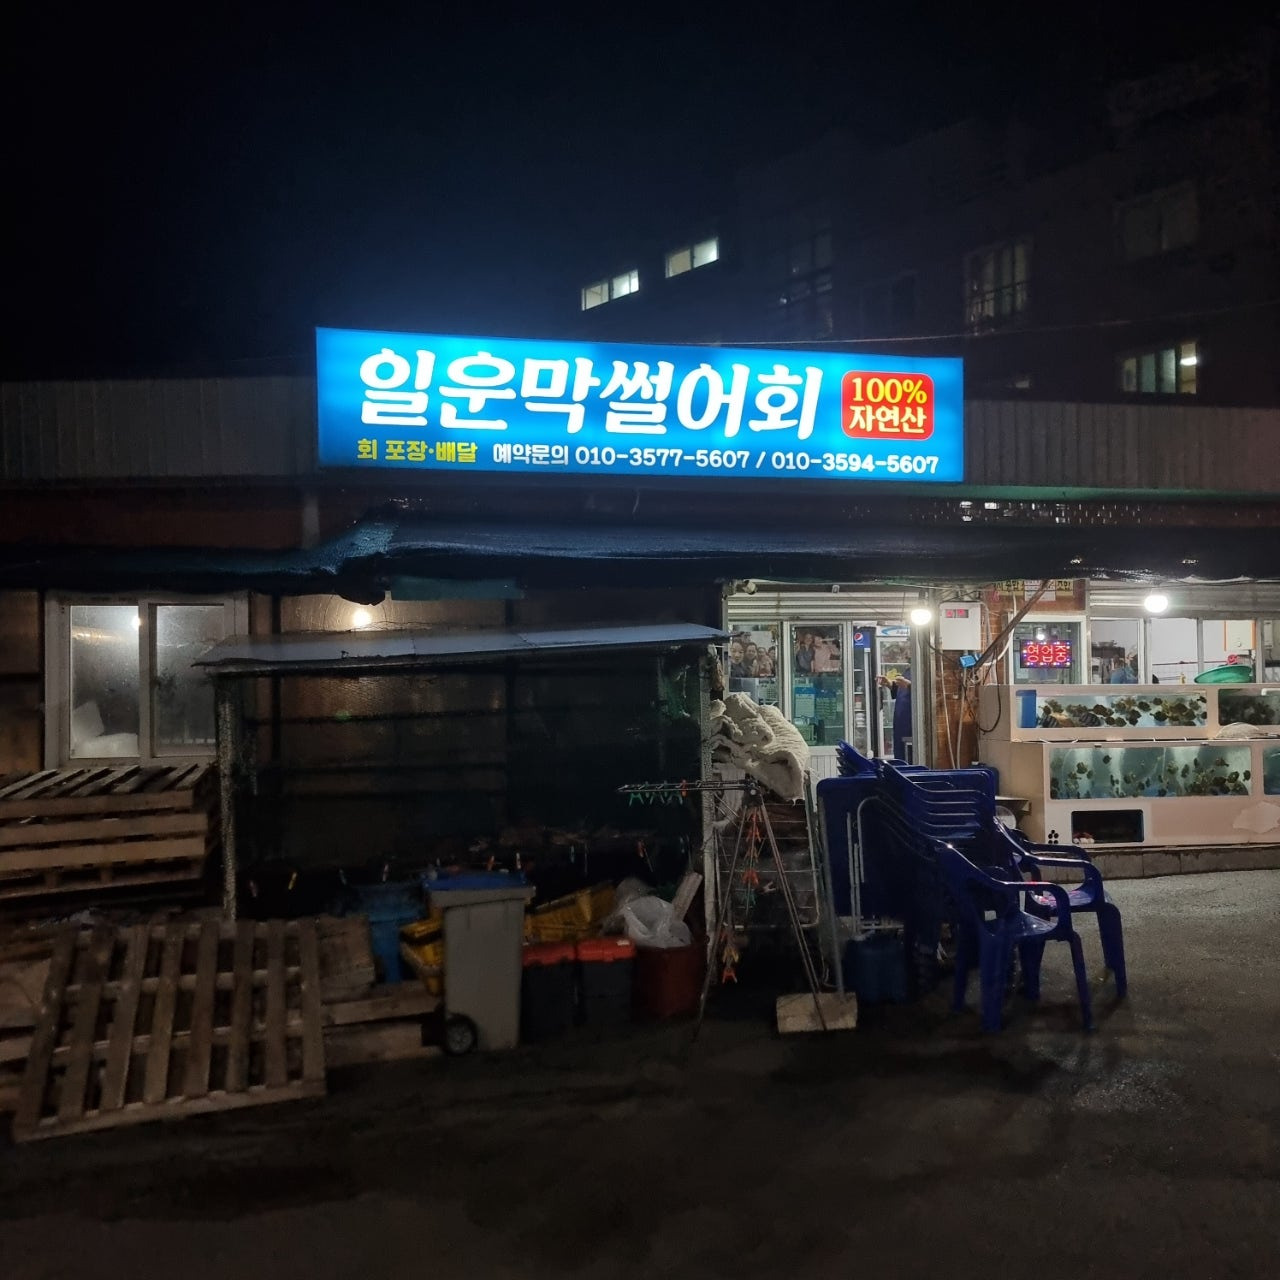 일운막썰어회
100%
자연산
회 포장·배달 예약문의 010-3577-5607 / 010-3594-5607
영업중